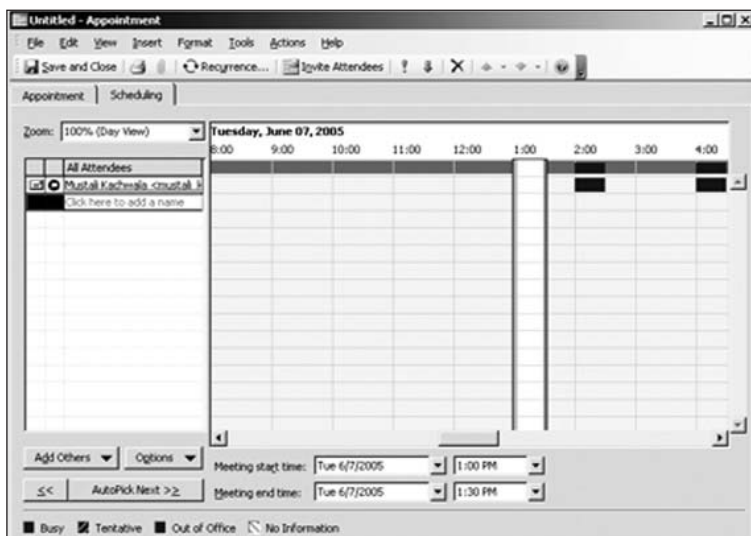 Untitled - Appointment
File Edit View Insert Format Tools Actions Help
Save and Close Recurrence... Invite Attendees
Appointment Scheduling
Zoom: 100% (Day View)
Tuesday, June 07, 2005
8:00 9:00 10:00 11:00 12:00 1:00 2:00 3:00 4:00
All Attendees
Mustali Kachwala <mustali
Click here to add a name
Add Others Options
Meeting start time: Tue 6/7/2005 1:00 PM
<< AutoPick Next >>
Meeting end time: Tue 6/7/2005 1:30 PM
Busy Tentative Out of Office No Information